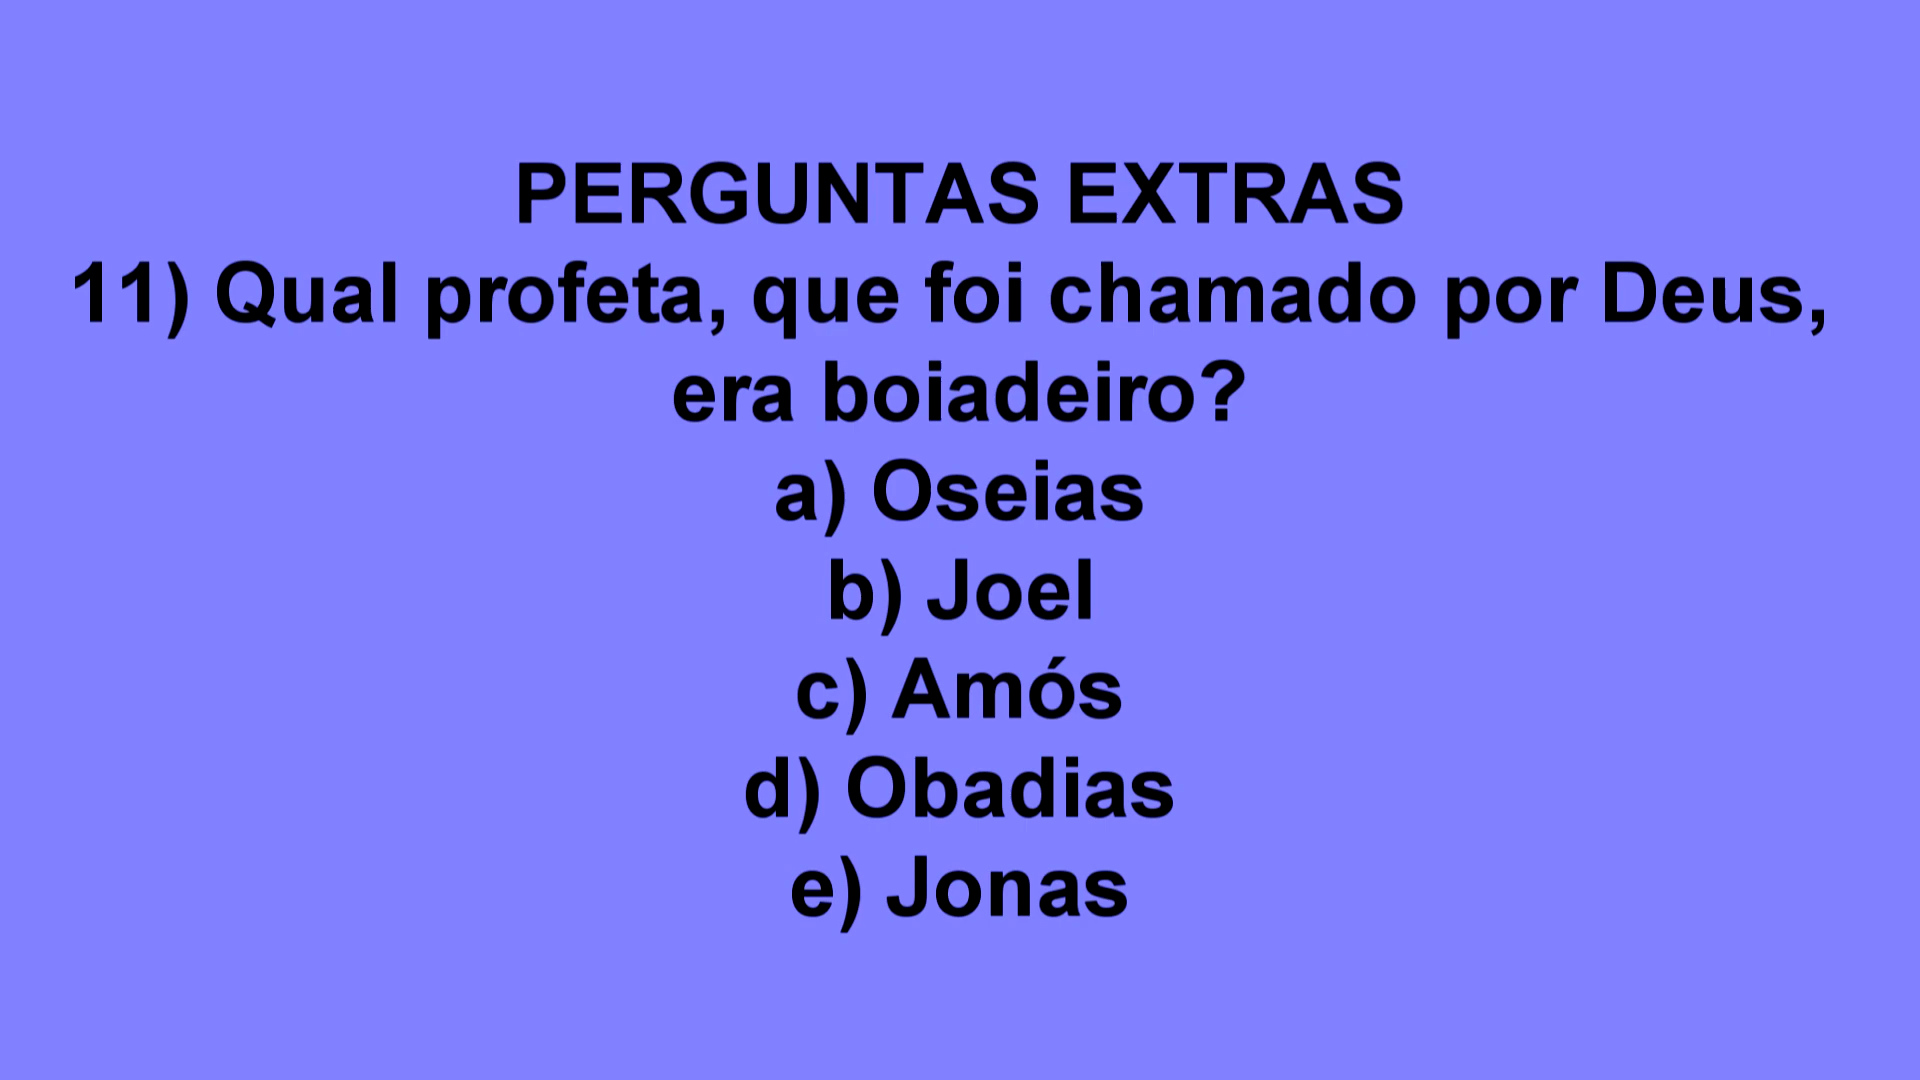 PERGUNTAS EXTRAS
11) Qual profeta, que foi chamado por Deus,
era boiadeiro?
a) Oseias
b) Joel
c) Amós
d) Obadias
e) Jonas